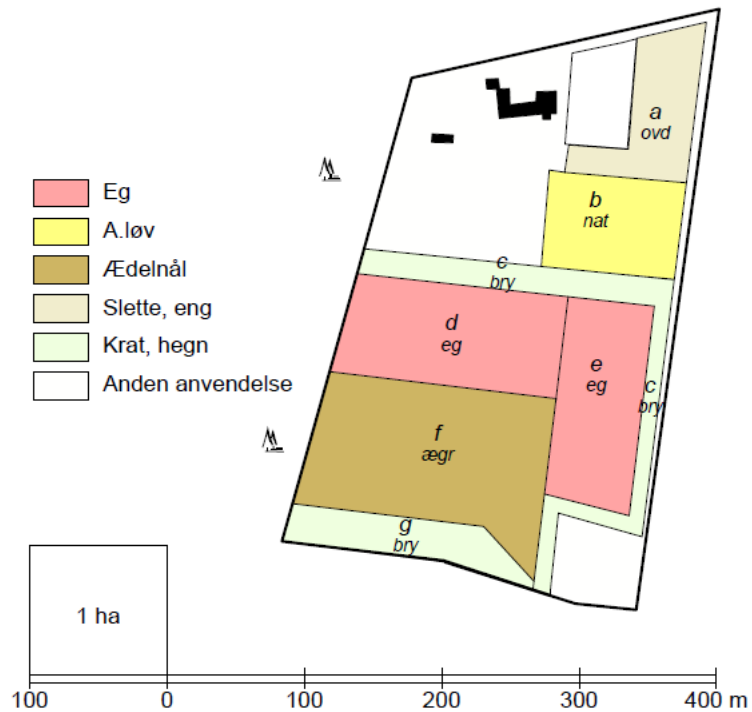 a
ovd
b
nat
Eg
A.løv
Ædelnål
Slette, eng
Krat, hegn
Anden anvendelse
c
bry
d
eg
e
eg
c
bry
f
ægr
g
bry
1 ha
100 0 100 200 300 400 m